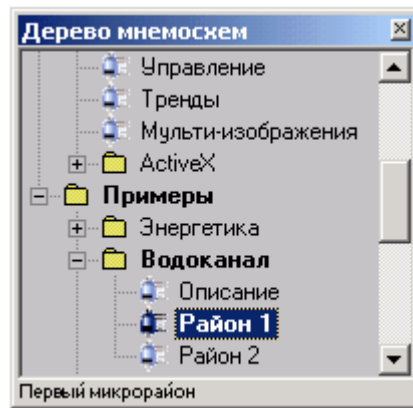 Дерево мнемосхем
Управление
Тренды
Мульти-изображения
ActiveX
Примеры
Энергетика
Водоканал
Описание
Район 1
Район 2
Первый микрорайон